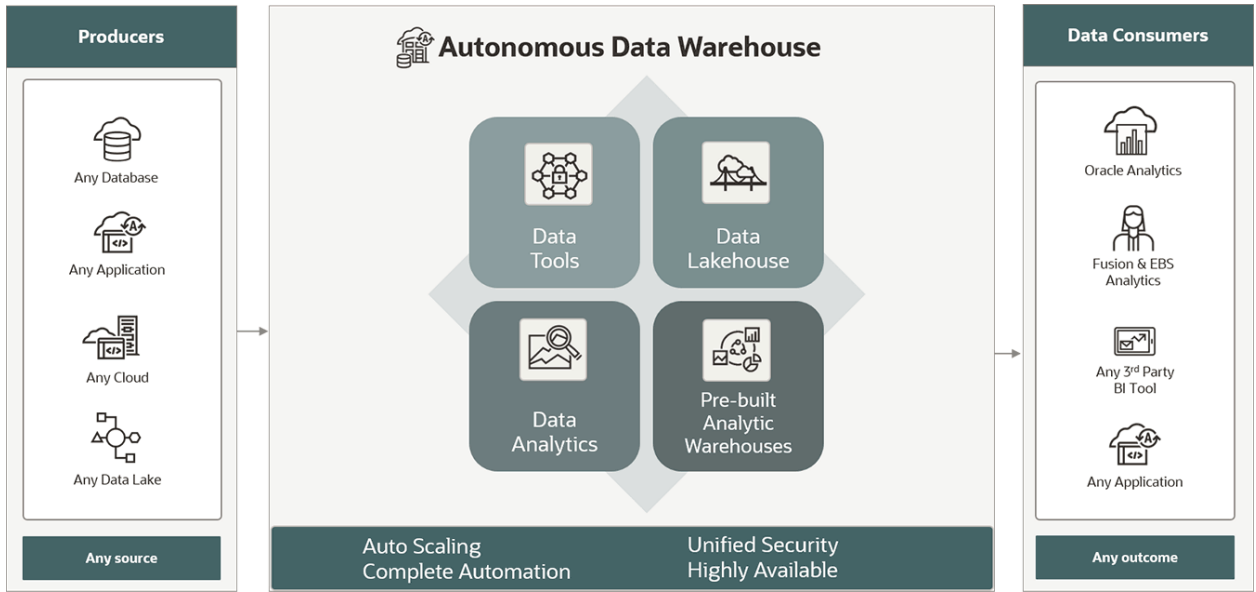 Producers
Any Database
Any Application
Any Cloud
Any Data Lake
Any source
Autonomous Data Warehouse
Data
Tools
Data
Lakehouse
Data
Analytics
Pre-built
Analytic
Warehouses
Auto Scaling
Complete Automation
Unified Security
Highly Available
Data Consumers
Oracle Analytics
Fusion & EBS
Analytics
Any 3rd Party
BI Tool
Any Application
Any outcome